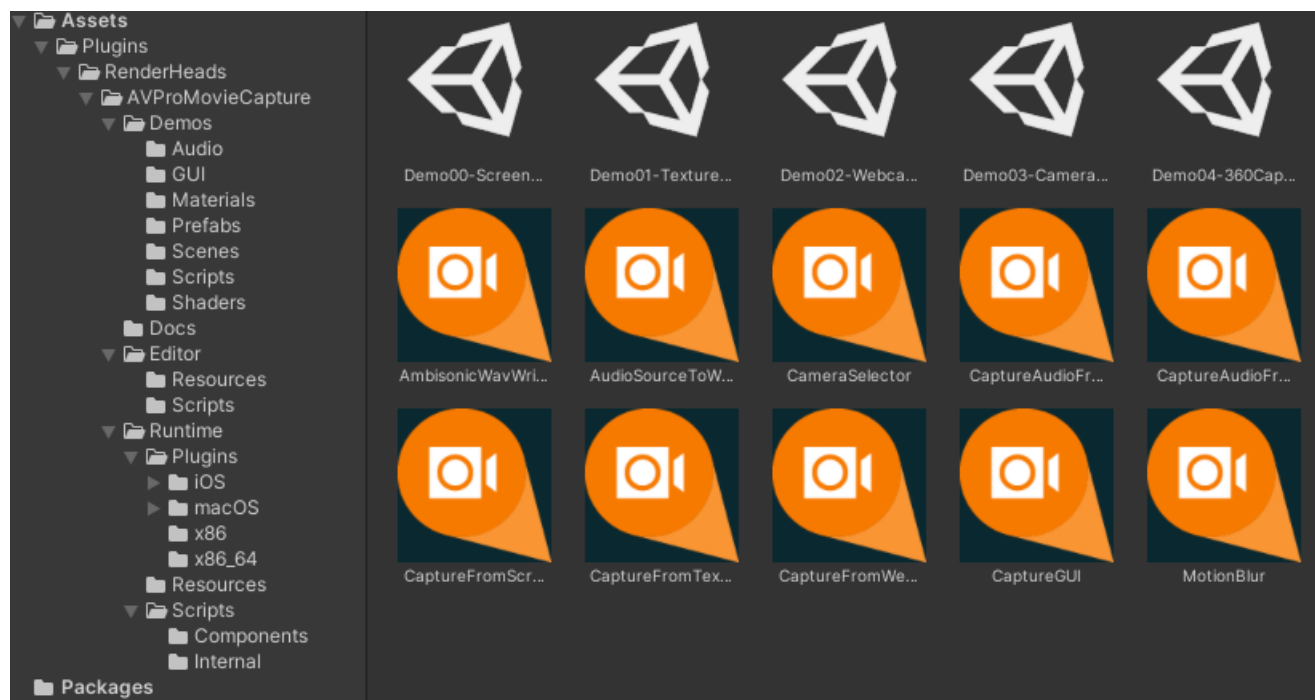 Assets
Plugins
RenderHeads
AVProMovieCapture
Demos
Audio
GUI
Materials
Prefabs
Scenes
Scripts
Shaders
Docs
Editor
Resources
Scripts
Runtime
Plugins
iOS
macOS
x86
x86_64
Resources
Scripts
Components
Internal
Packages
Demo00-Screen... Demo01-Texture... Demo02-Webca... Demo03-Camera... Demo04-360Cap...
AmbisonicWavWri... AudioSourceToW... CameraSelector CaptureAudioFr... CaptureAudioFr...
CaptureFromScr... CaptureFromTex... CaptureFromWe... CaptureGUI MotionBlur